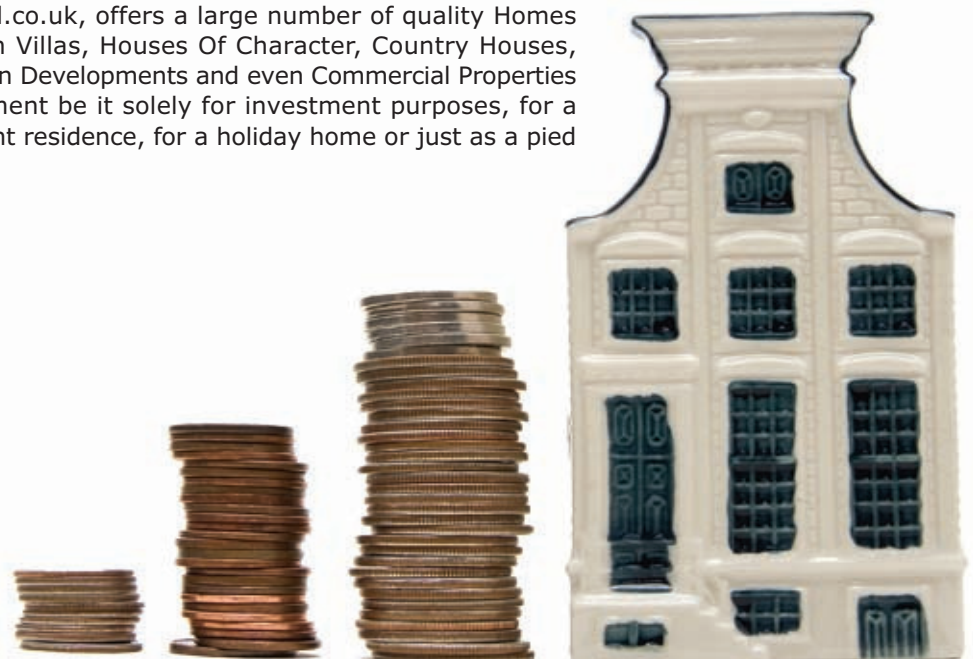 l.co.uk, offers a large number of quality Homes
n Villas, Houses Of Character, Country Houses,
n Developments and even Commercial Properties
ment be it solely for investment purposes, for a
nt residence, for a holiday home or just as a pied